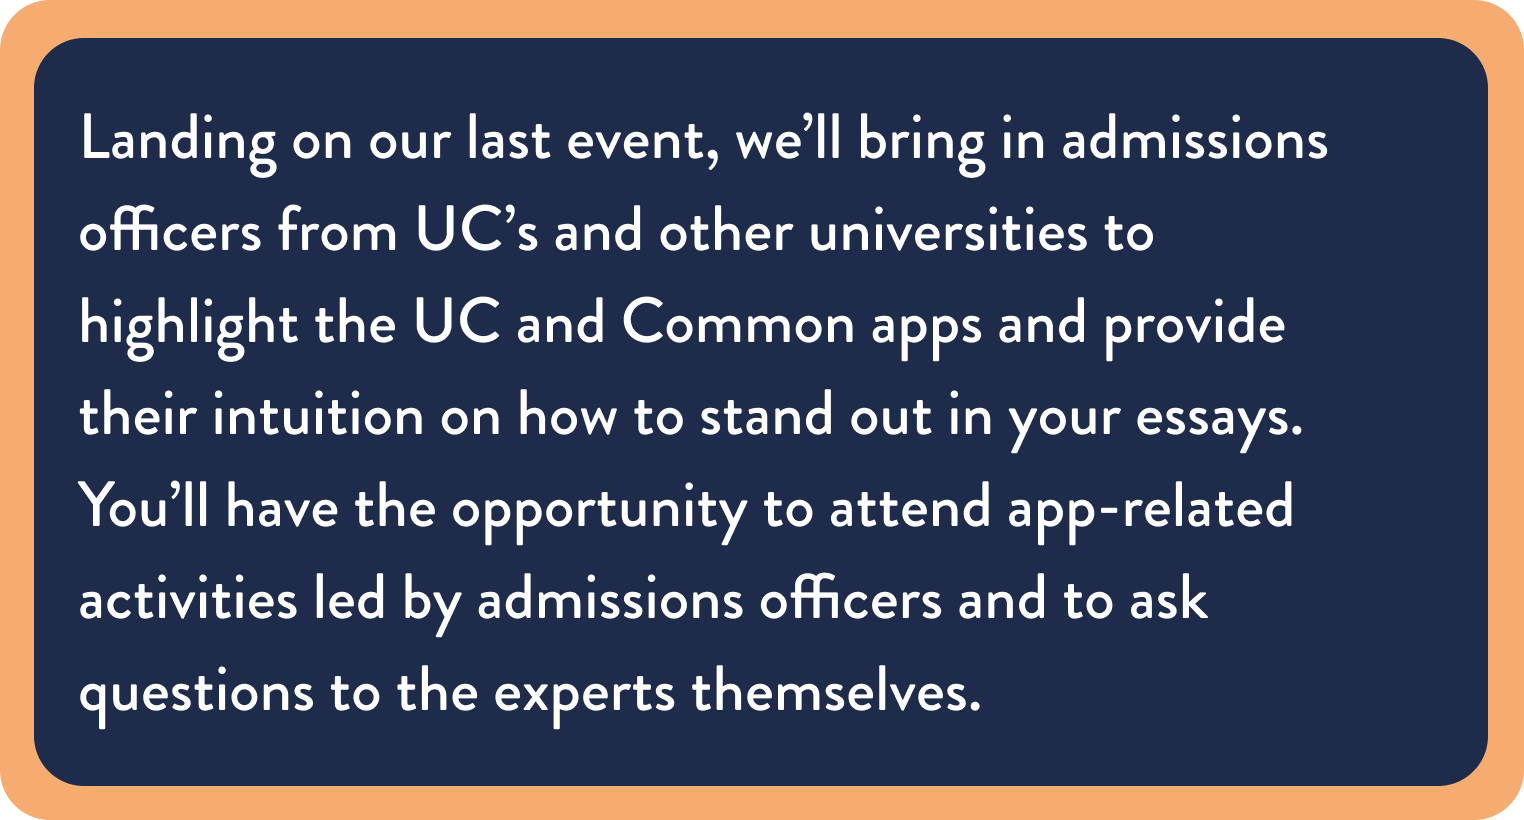 Landing on our last event, we’ll bring in admissions
officers from UC’s and other universities to
highlight the UC and Common apps and provide
their intuition on how to stand out in your essays.
You’ll have the opportunity to attend app-related
activities led by admissions officers and to ask
questions to the experts themselves.